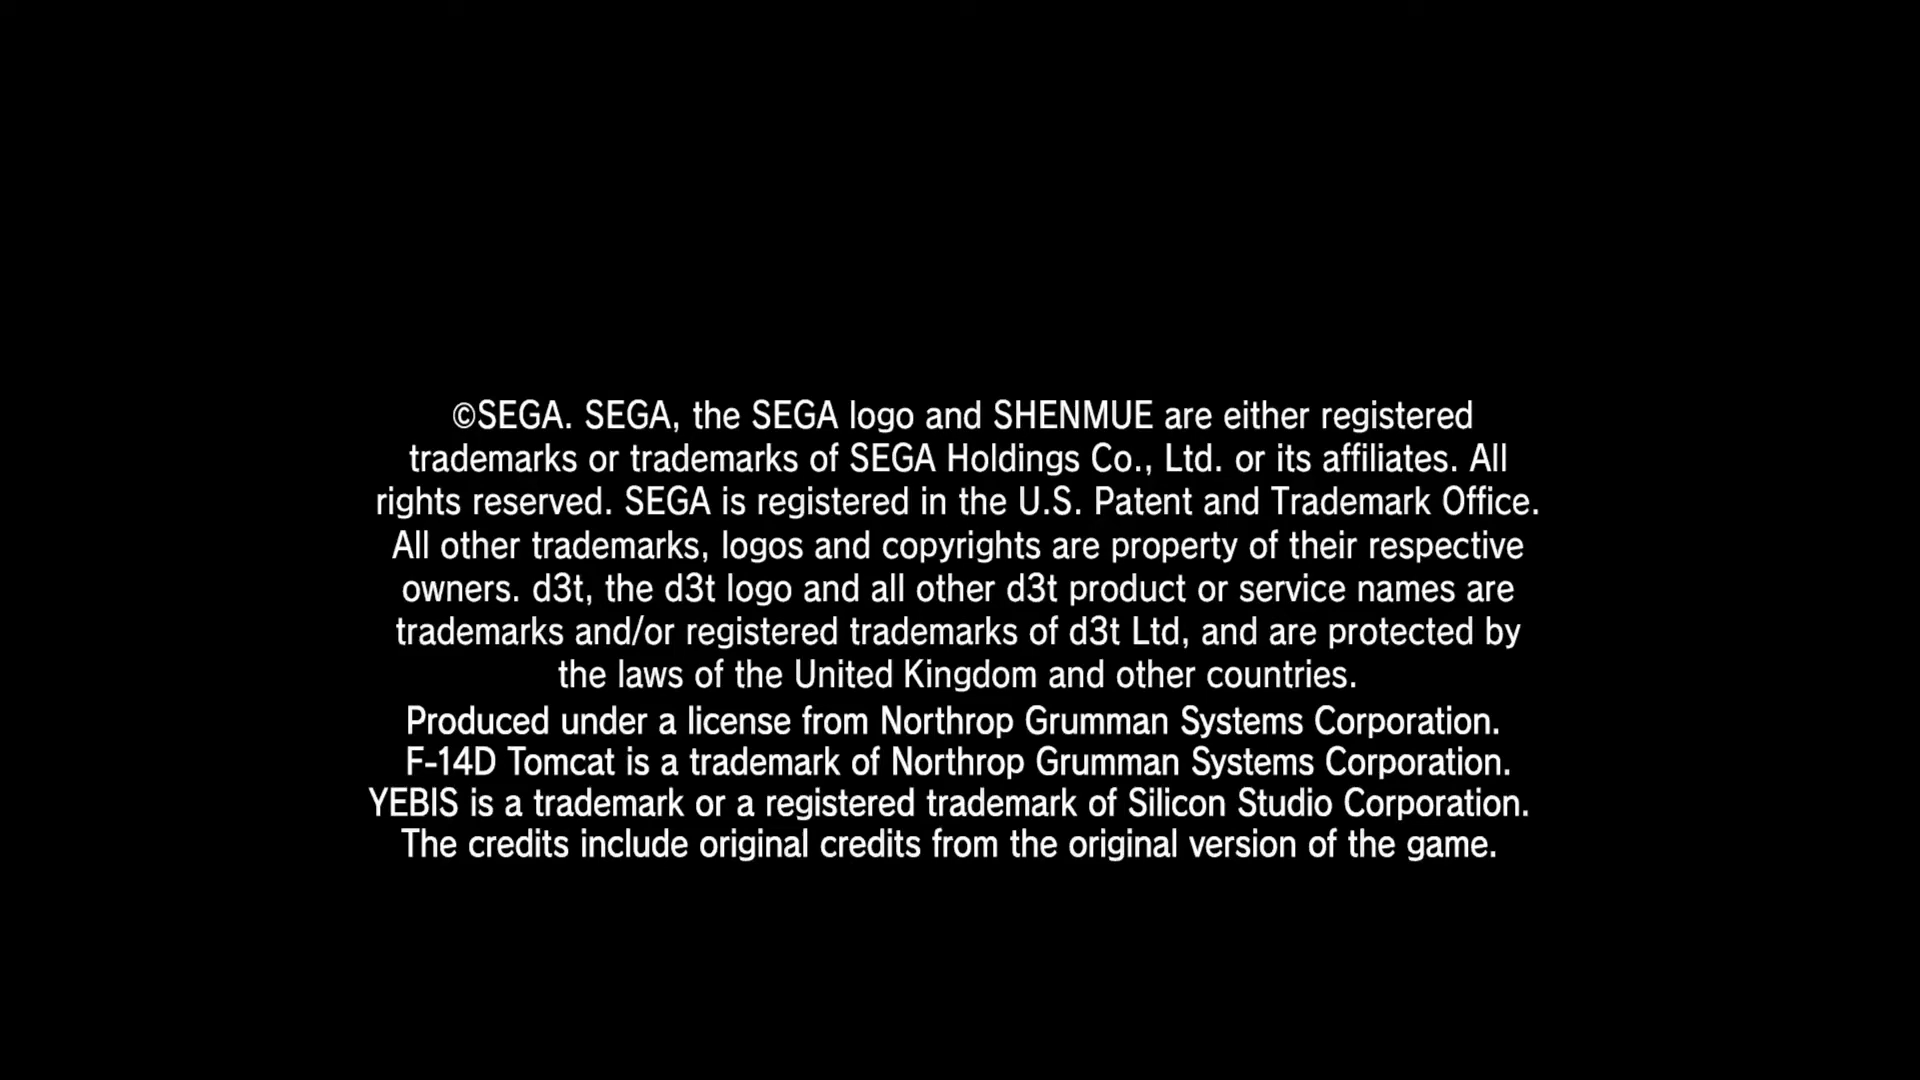 ©SEGA. SEGA, the SEGA logo and SHENMUE are either registered
trademarks or trademarks of SEGA Holdings Co., Ltd. or its affiliates. All
rights reserved. SEGA is registered in the U.S. Patent and Trademark Office.
All other trademarks, logos and copyrights are property of their respective
owners. d3t, the d3t logo and all other d3t product or service names are
trademarks and/or registered trademarks of d3t Ltd, and are protected by
the laws of the United Kingdom and other countries.
Produced under a license from Northrop Grumman Systems Corporation.
F-14D Tomcat is a trademark of Northrop Grumman Systems Corporation.
YEBIS is a trademark or a registered trademark of Silicon Studio Corporation.
The credits include original credits from the original version of the game.